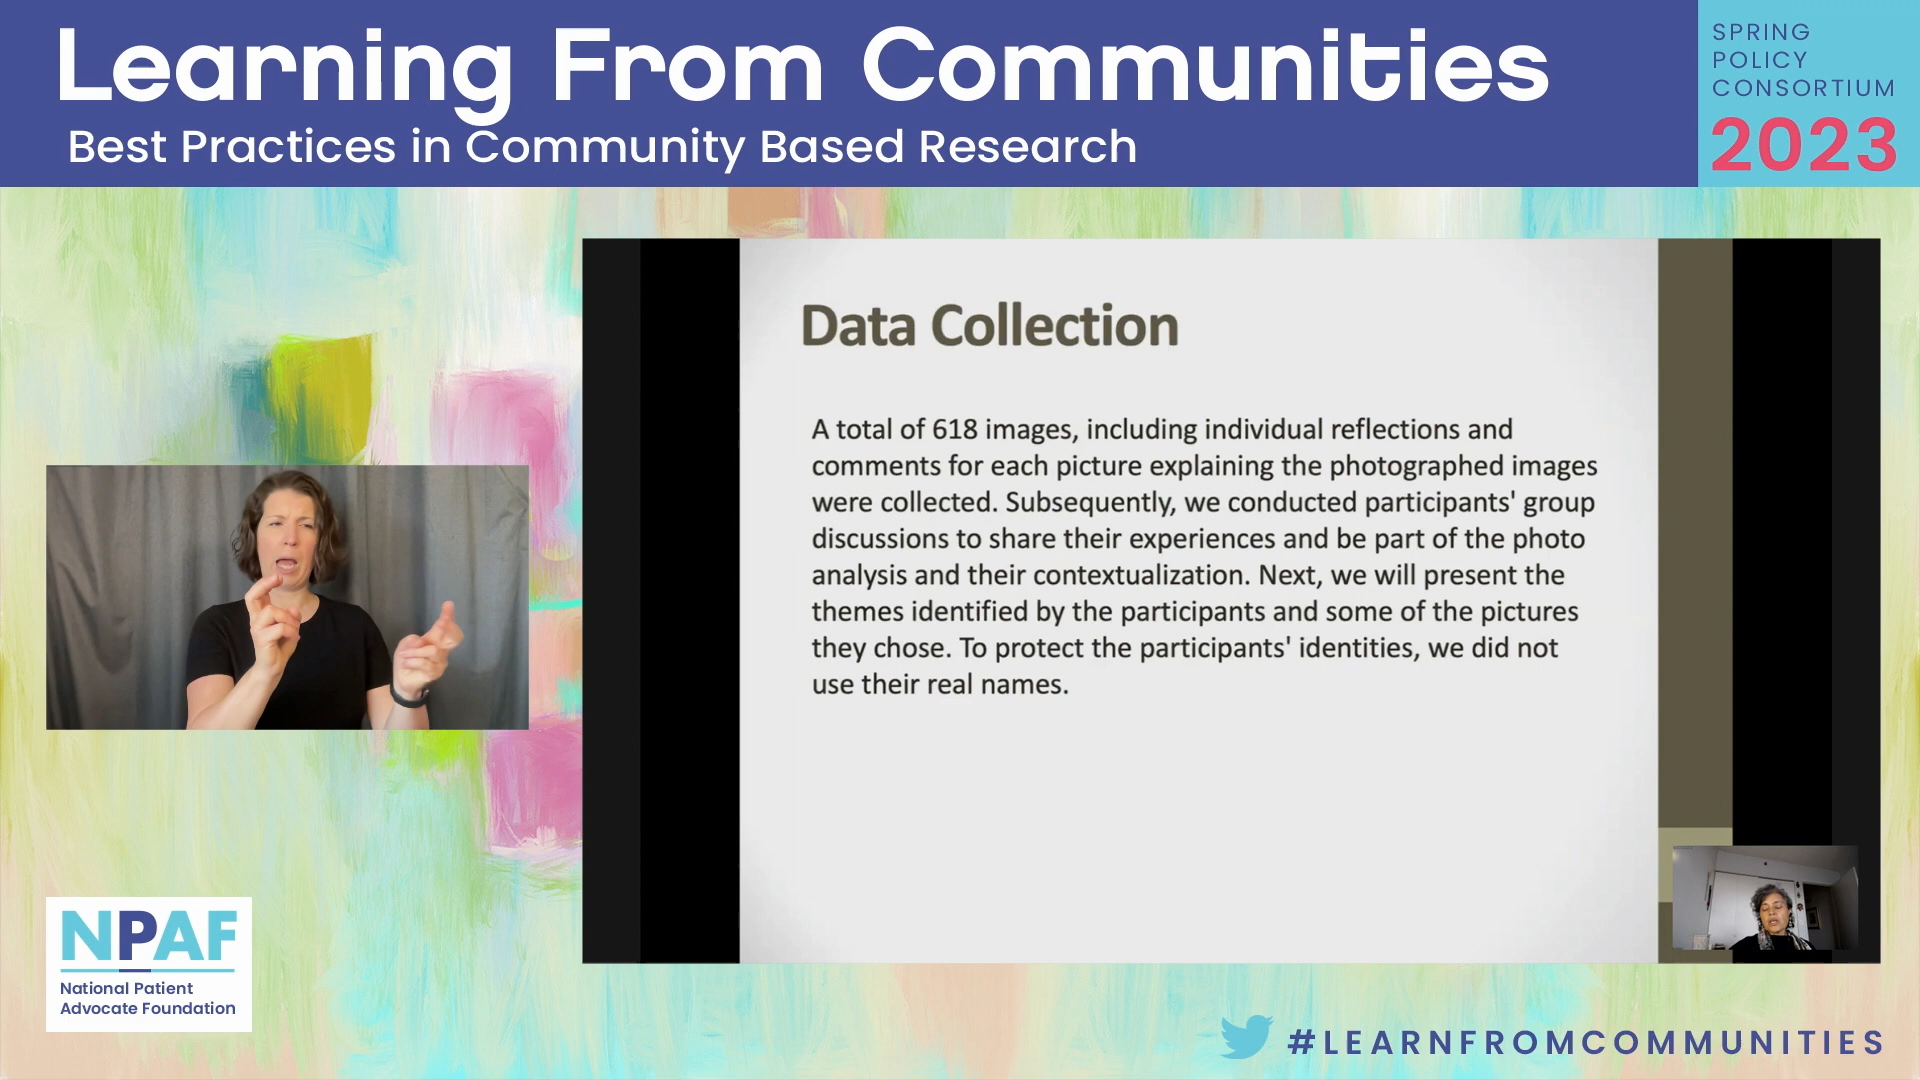 Learning From Communities
Best Practices in Community Based Research
SPRING
POLICY
CONSORTIUM
2023
Data Collection
A total of 618 images, including individual reflections and
comments for each picture explaining the photographed images
were collected. Subsequently, we conducted participants' group
discussions to share their experiences and be part of the photo
analysis and their contextualization. Next, we will present the
themes identified by the participants and some of the pictures
they chose. To protect the participants' identities, we did not
use their real names.
NPAF
National Patient
Advocate Foundation
#LEARNFROMCOMMUNITIES